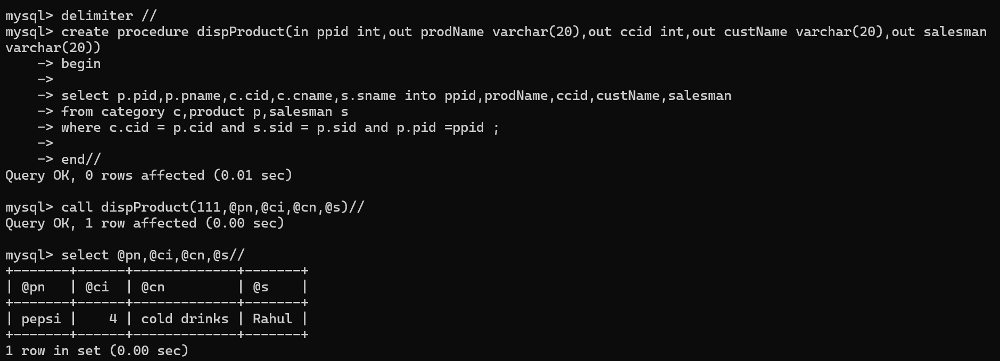 mysql> delimiter //
mysql> create procedure dispProduct(in ppid int,out prodName varchar(20),out ccid int,out custName varchar(20),out salesman
varchar(20))
    -> begin
    ->
    -> select p.pid,p.pname,c.cid,c.cname,s.sname into ppid,prodName,ccid,custName,salesman
    -> from category c,product p,salesman s
    -> where c.cid = p.cid and s.sid = p.sid and p.pid =ppid ;
    ->
    -> end//
Query OK, 0 rows affected (0.01 sec)

mysql> call dispProduct(111,@pn,@ci,@cn,@s)//
Query OK, 1 row affected (0.00 sec)

mysql> select @pn,@ci,@cn,@s//
+-------+------+-------------+-------+
| @pn   | @ci  | @cn         | @s    |
+-------+------+-------------+-------+
| pepsi |    4 | cold drinks | Rahul |
+-------+------+-------------+-------+
1 row in set (0.00 sec)